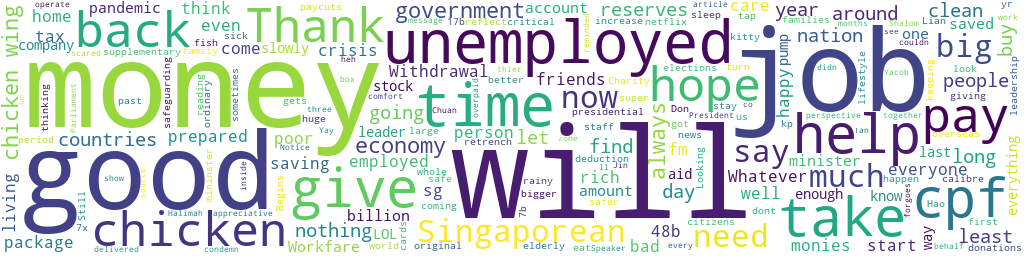 home pandemic think government account reserves care year around clean
tax back even Thank paycuts 17b reflect critical netflix tap families nation saved yr work
company fish come slowly crisis message increase sleep kitty turn pump one big buy
supplementary sick scared family Withdrawal
chicken wing money unemployed job
operate safeguarding creating ordinary sometimes stock friends better elections hope happy people
Parliament period thinking past box heh comfort going time now Charity super presidential always look giving
gets three huge Yay leader large Chuan person let overpaid staff Don President stay co us pay
countries prepared poor economy retrench say help
living good saving employed whole safe zone find news fm minister everyone last long
show Notice inside rainy bigger rich aid Looking Whatever much
package Still Halimah appreciative give coming Jin deduction ll amount day well enough know happen calibre
nothing sg will safer citizens dont take Hao cpf
7x chicken Begins billion 7b Singaporean need monies start way least
delivered condemn LOL Workfare world cards original elderly eatSpeaker 48b bad every behalf donations
everything overseas leadership keeping reminded article months Shalom Lian see couldn didn lifestyle Yacob perspective together Ian kp got first forgoes thier